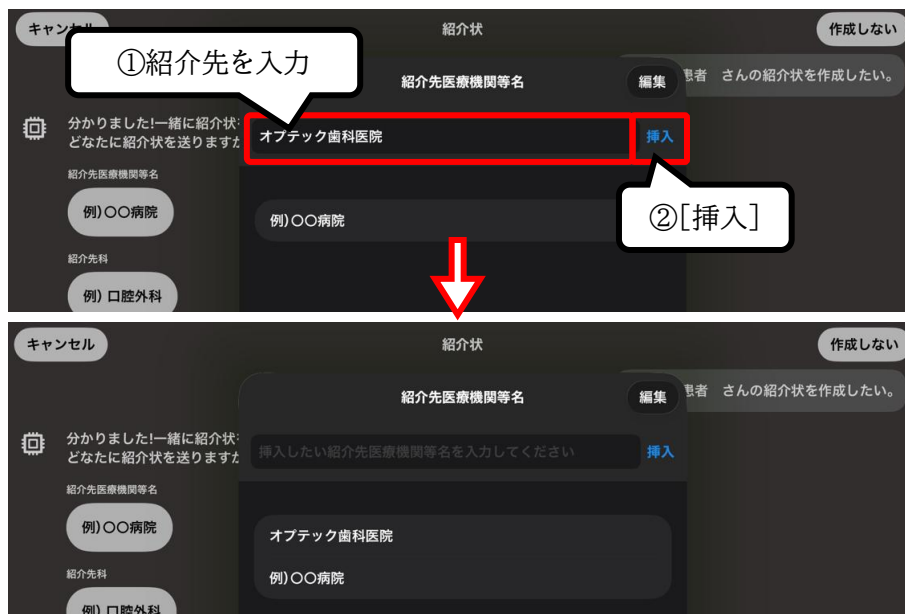 キャンセル
紹介状
作成しない
①紹介先を入力
紹介先医療機関等名
編集
患者 さんの紹介状を作成したい。
分かりました!一緒に紹介状
どなたに紹介状を送りますか
オプテック歯科医院
挿入
紹介先医療機関等名
例)〇〇病院
例)〇〇病院
②[挿入]
紹介先科
例) 口腔外科
キャンセル
紹介状
作成しない
紹介先医療機関等名
編集
患者 さんの紹介状を作成したい。
分かりました!一緒に紹介状
どなたに紹介状を送りますか
挿入したい紹介先医療機関等名を入力してください
挿入
紹介先医療機関等名
例)〇〇病院
オプテック歯科医院
紹介先科
例)〇〇病院
例) 口腔外科